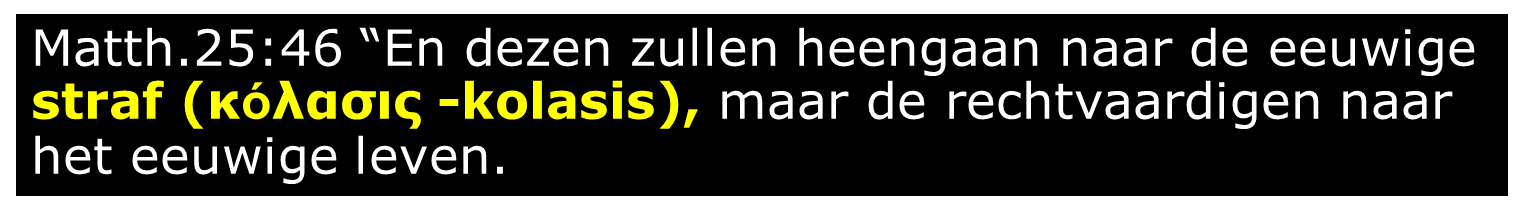 Matth.25:46 “En dezen zullen heengaan naar de eeuwige
straf (κόλασις -kolasis), maar de rechtvaardigen naar
het eeuwige leven.